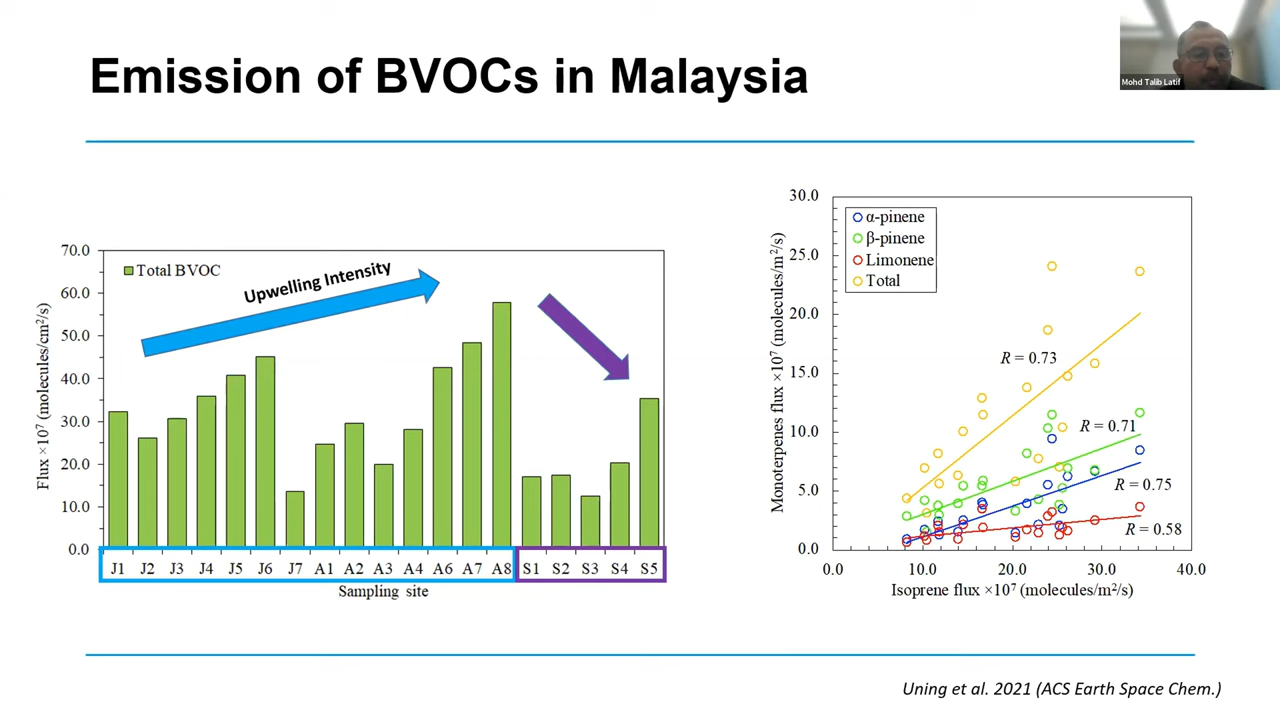 Emission of BVOCs in Malaysia
Mohd Talib Latif
70.0
60.0
50.0
40.0
30.0
20.0
10.0
0.0
Flux ×10⁷ (molecules/cm²/s)
Total BVOC
Upwelling Intensity
J1 J2 J3 J4 J5 J6 J7 A1 A2 A3 A4 A6 A7 A8 S1 S2 S3 S4 S5
Sampling site
30.0
25.0
20.0
15.0
10.0
5.0
0.0
Monoterpenes flux ×10⁷ (molecules/m²/s)
α-pinene
β-pinene
Limonene
Total
R = 0.73
R = 0.71
R = 0.75
R = 0.58
0.0 10.0 20.0 30.0 40.0
Isoprene flux ×10⁷ (molecules/m²/s)
Uning et al. 2021 (ACS Earth Space Chem.)